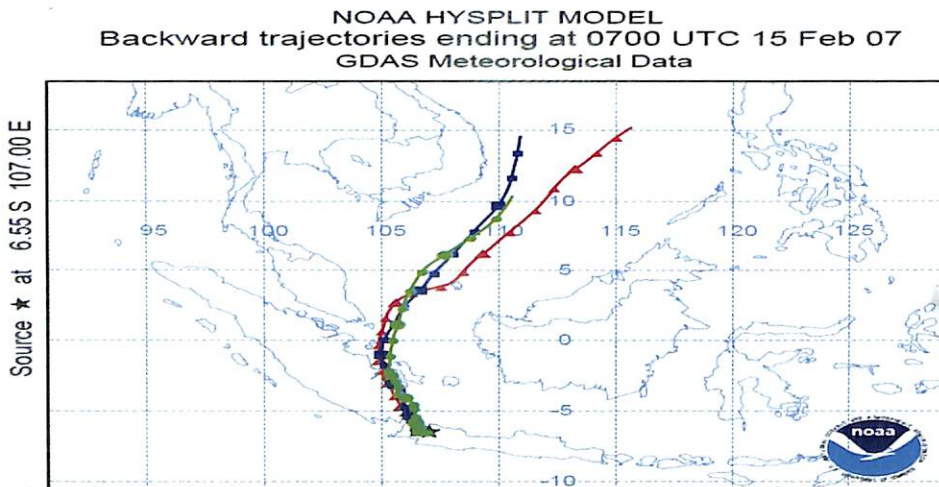 NOAA HYSPLIT MODEL
Backward trajectories ending at 0700 UTC 15 Feb 07
GDAS Meteorological Data
Source ★ at 6.55 S 107.00 E
15
10
95 100 105 110 115 120 125
5
0
-5
-10
noaa